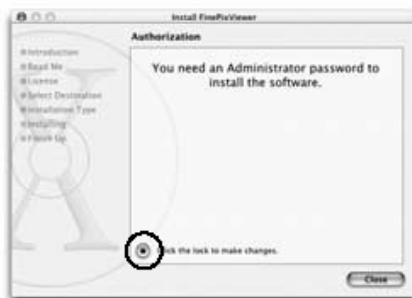 Install FinePixViewer
Authorization
Introduction
Read Me
License
Select Destination
Installation Type
Installing
Finish Up
You need an Administrator password to
install the software.
the lock to make changes.
Close